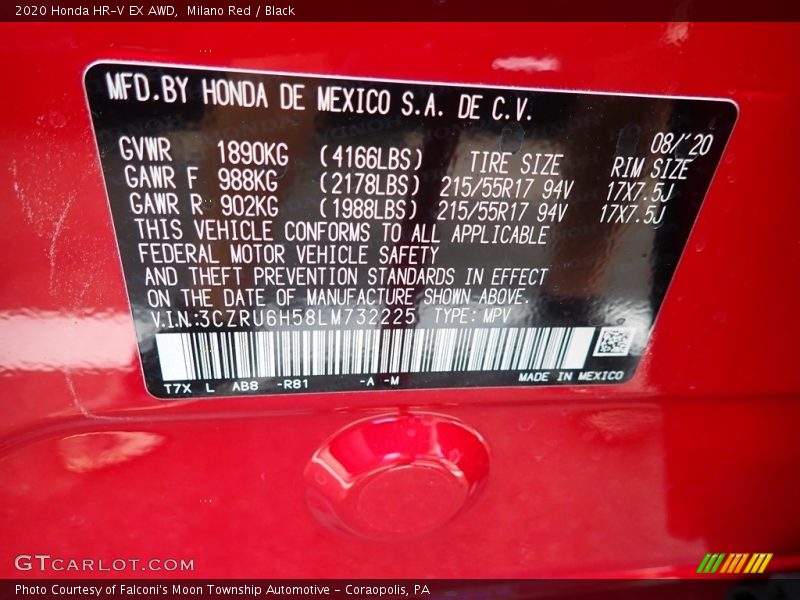 2020 Honda HR-V EX AWD,  Milano Red / Black
MFD.BY HONDA DE MEXICO S.A. DE C.V.
08/'20
GVWR 1890KG (4166LBS) TIRE SIZE RIM SIZE
GAWR F 988KG (2178LBS) 215/55R17 94V 17X7.5J
GAWR R 902KG (1988LBS) 215/55R17 94V 17X7.5J
THIS VEHICLE CONFORMS TO ALL APPLICABLE
FEDERAL MOTOR VEHICLE SAFETY
AND THEFT PREVENTION STANDARDS IN EFFECT
ON THE DATE OF MANUFACTURE SHOWN ABOVE.
V.I.N.:3CZRU6H58LM732225 TYPE: MPV
T7X L AB8 -R81 -A -M MADE IN MEXICO
GTCARLOT.COM
Photo Courtesy of Falconi's Moon Township Automotive - Coraopolis, PA